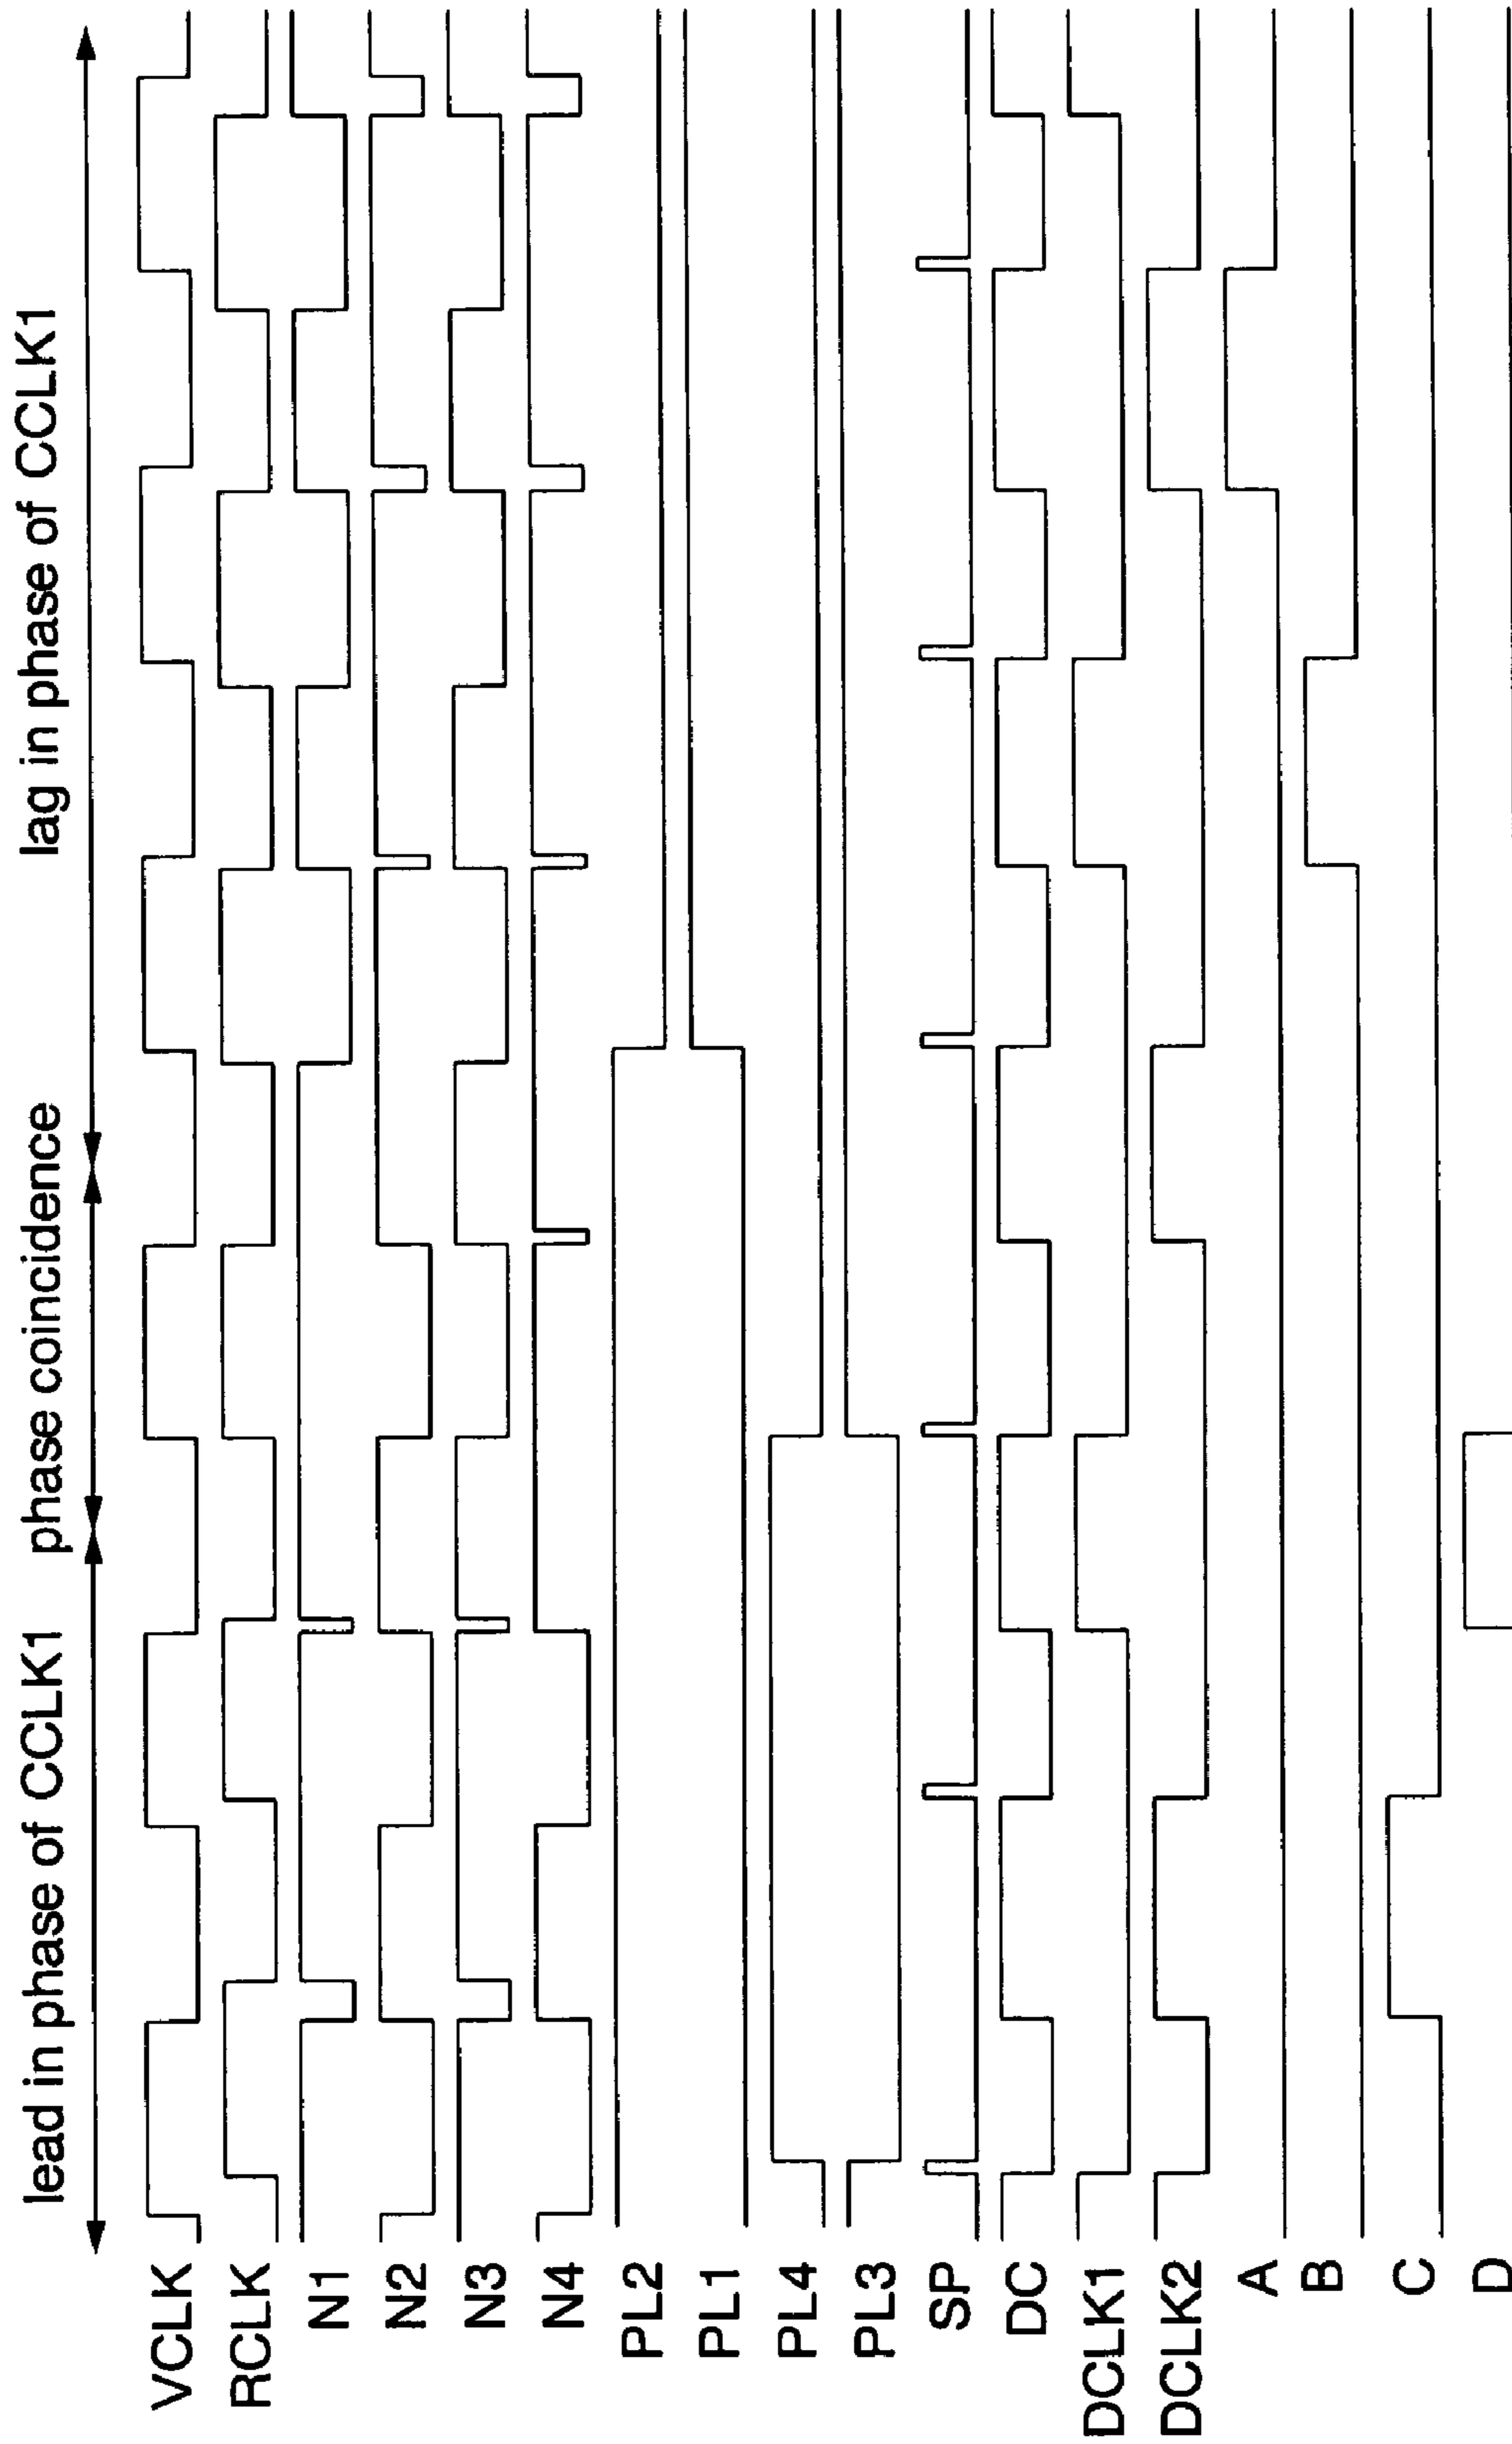 lead in phase of CCLK1
phase coincidence
lag in phase of CCLK1
VCLK
RCLK
N1
N2
N3
N4
PL2
PL1
PL4
PL3
SP
DC
DCLK1
DCLK2
A
B
C
D